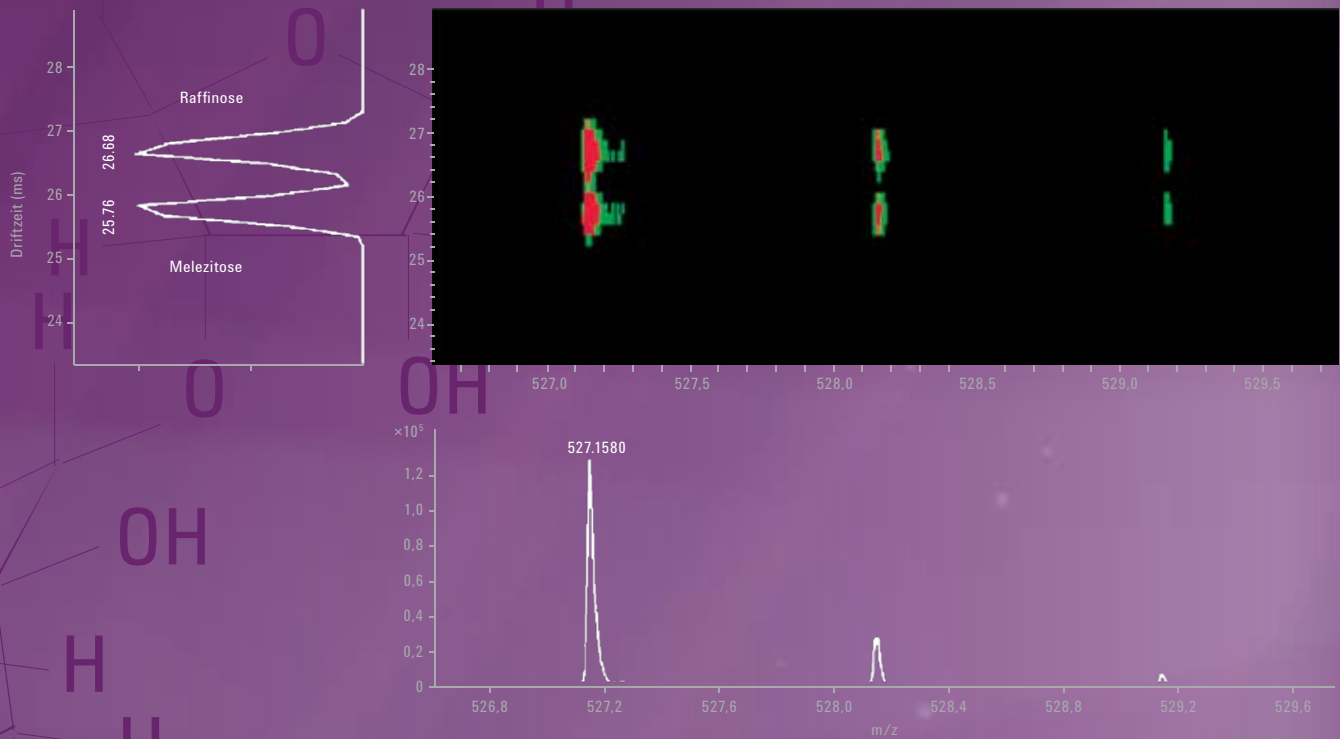 28
Raffinose
27
26.68
26
25.76
25
Melezitose
24
Driftzeit (ms)
28
27
26
25
24
527,0 527,5 528,0 528,5 529,0 529,5
×10⁵
527.1580
1,2
1,0
0,8
0,6
0,4
0,2
0
526,8 527,2 527,6 528,0 528,4 528,8 529,2 529,6
m/z
O
H
H
O
OH
OH
H
H